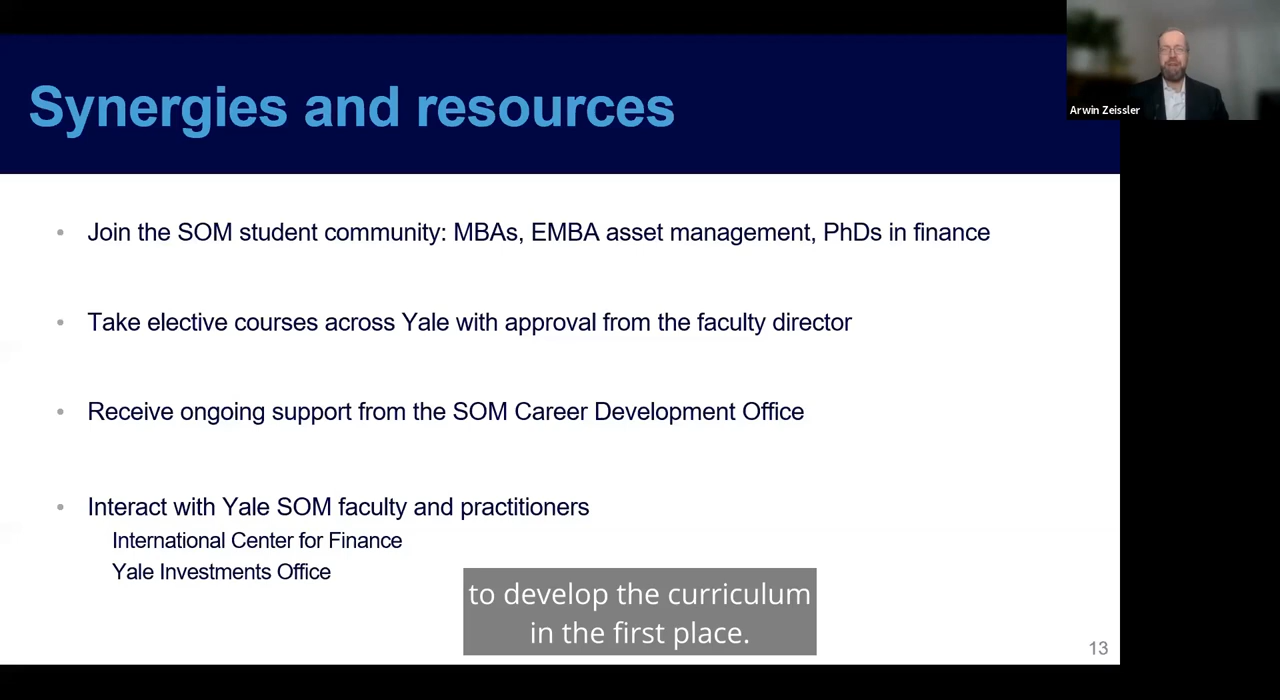 Synergies and resources
Arwin Zeissler
• Join the SOM student community: MBAs, EMBA asset management, PhDs in finance
• Take elective courses across Yale with approval from the faculty director
• Receive ongoing support from the SOM Career Development Office
• Interact with Yale SOM faculty and practitioners
International Center for Finance
Yale Investments Office
to develop the curriculum
in the first place.
13